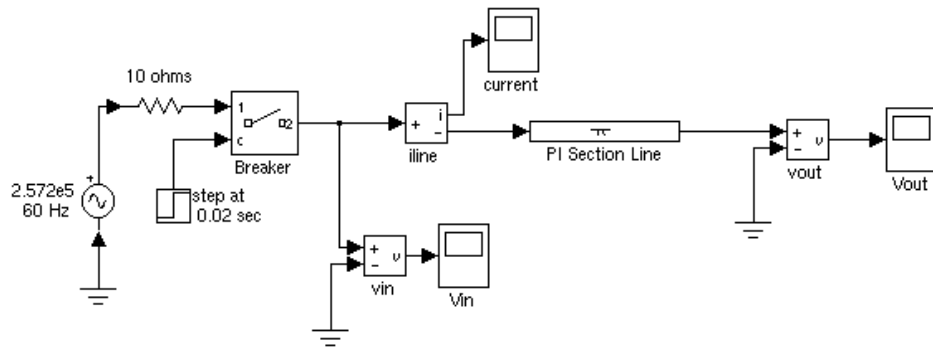 current
10 ohms
1
2
c
Breaker
+
i
−
iline
PI Section Line
+
−
v
vout
Vout
2.572e5
60 Hz
+
step at
0.02 sec
+
−
v
vin
Vin